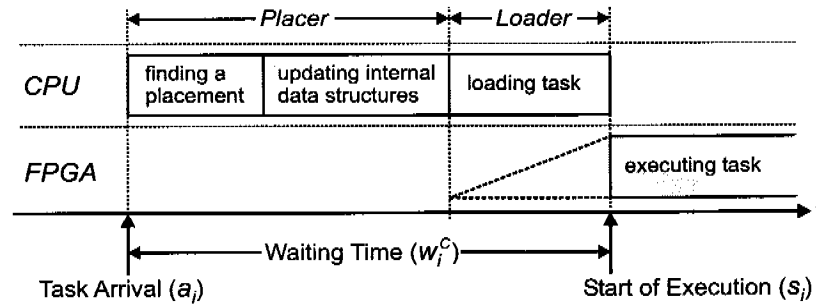 Placer
Loader
CPU
finding a
placement
updating internal
data structures
loading task
FPGA
executing task
Waiting Time (w_i^C)
Task Arrival (a_i)
Start of Execution (s_i)